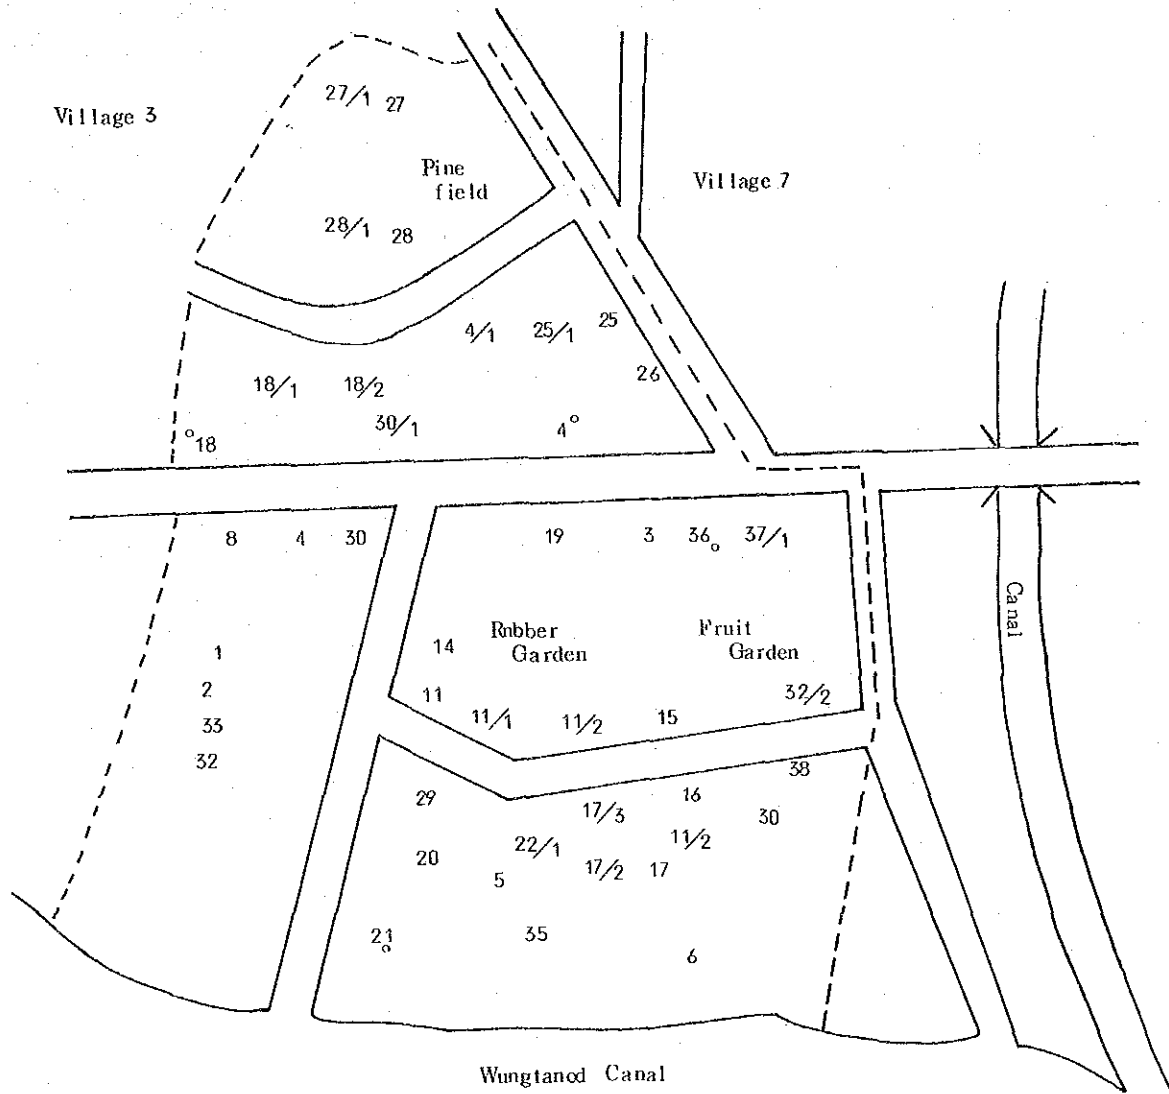 27/1 27
Village 3
Pine
field
Village 7
28/1 28
4/1 25/1 25
26
18/1 18/2
30/1 4
18
8 4 30 19 3 36 37/1
Canal
Rubber
Garden
Fruit
Garden
14
1
11 2 32/2
11/1 11/2 15
33
32
38
29 16
17/3 30
22/1 11/2
20 17/2 17
5
21 35
6
Wungtanod Canal